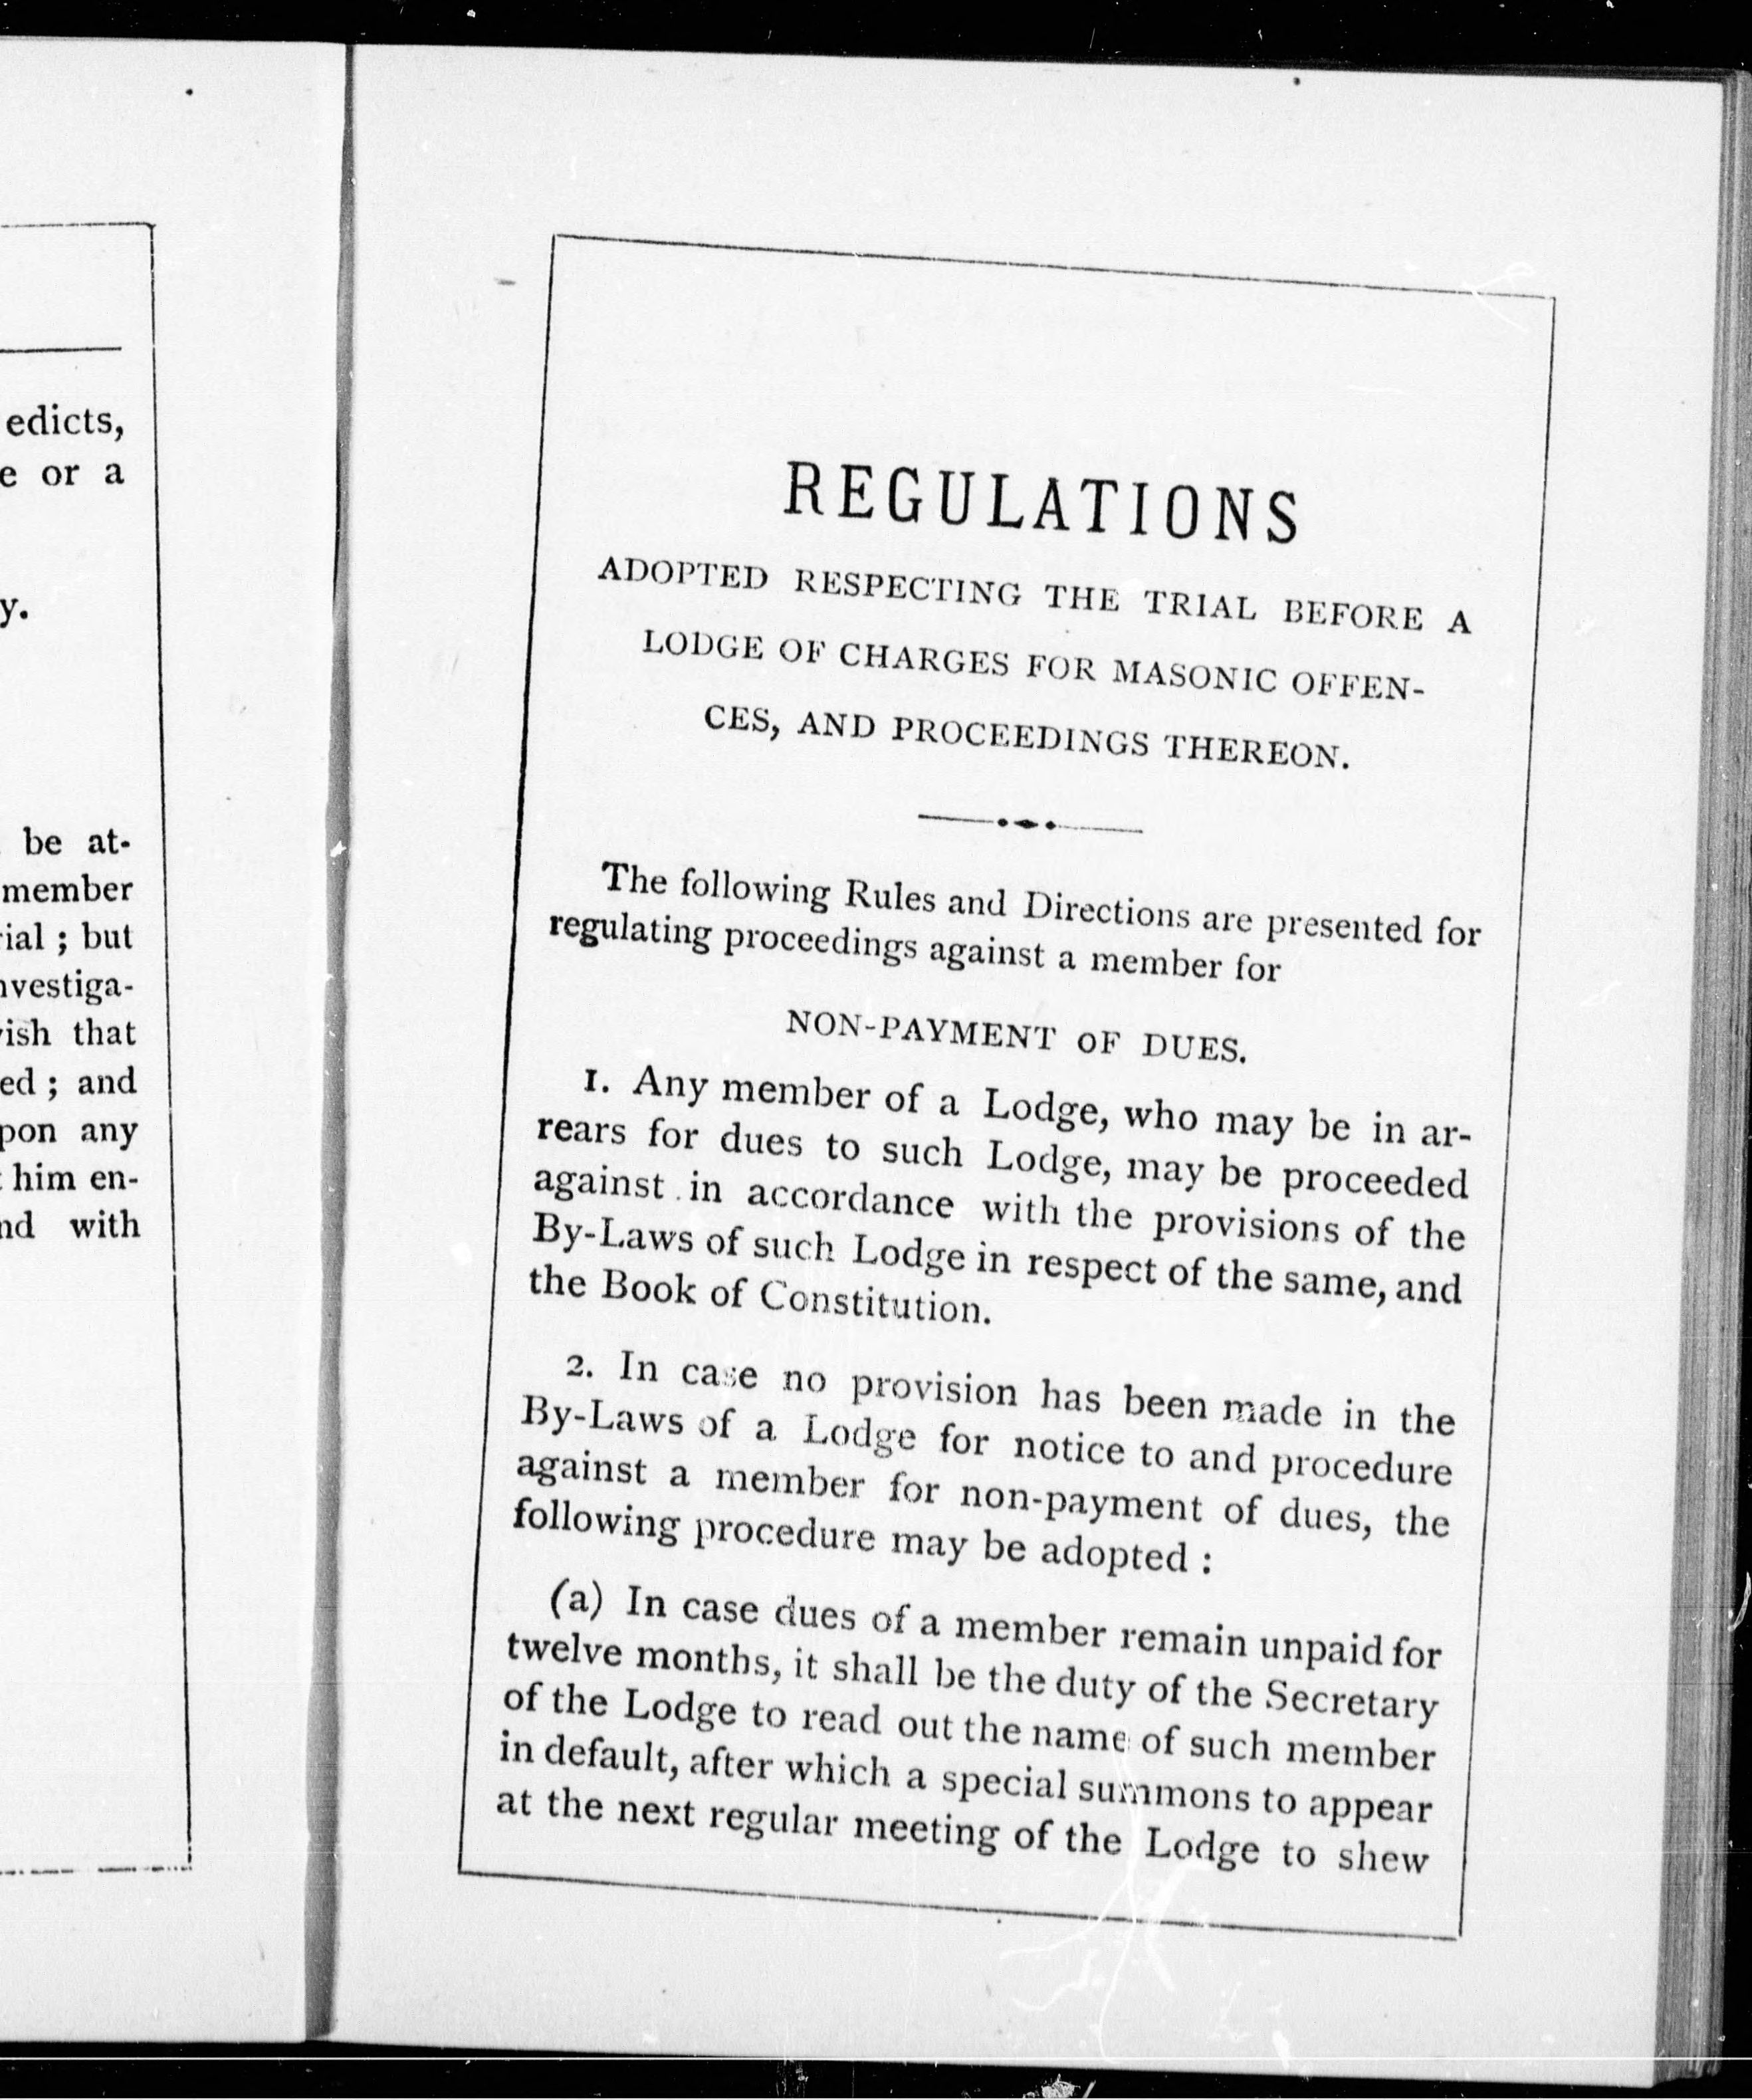 edicts,
e or a
y.
be at-
member
ial ; but
nvestiga-
ish that
ed ; and
pon any
him en-
nd with
REGULATIONS
ADOPTED RESPECTING THE TRIAL BEFORE A
LODGE OF CHARGES FOR MASONIC OFFEN-
CES, AND PROCEEDINGS THEREON.
The following Rules and Directions are presented for
regulating proceedings against a member for
NON-PAYMENT OF DUES.
1. Any member of a Lodge, who may be in ar-
rears for dues to such Lodge, may be proceeded
against in accordance with the provisions of the
By-Laws of such Lodge in respect of the same, and
the Book of Constitution.
2. In case no provision has been made in the
By-Laws of a Lodge for notice to and procedure
against a member for non-payment of dues, the
following procedure may be adopted :
(a) In case dues of a member remain unpaid for
twelve months, it shall be the duty of the Secretary
of the Lodge to read out the name of such member
in default, after which a special summons to appear
at the next regular meeting of the Lodge to shew